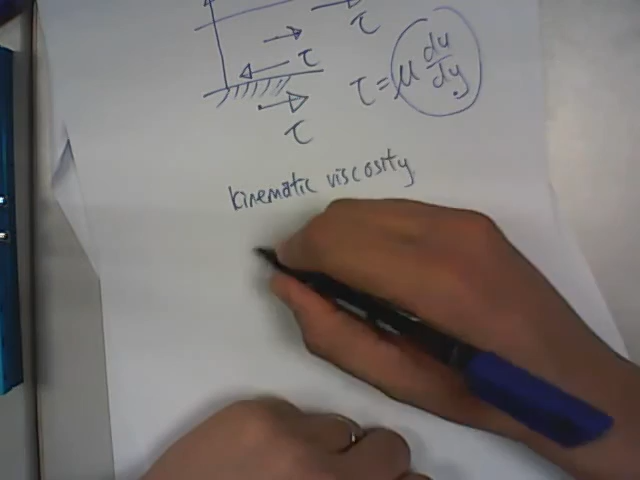 τ
τ
τ = μ du/dy
τ
kinematic viscosity